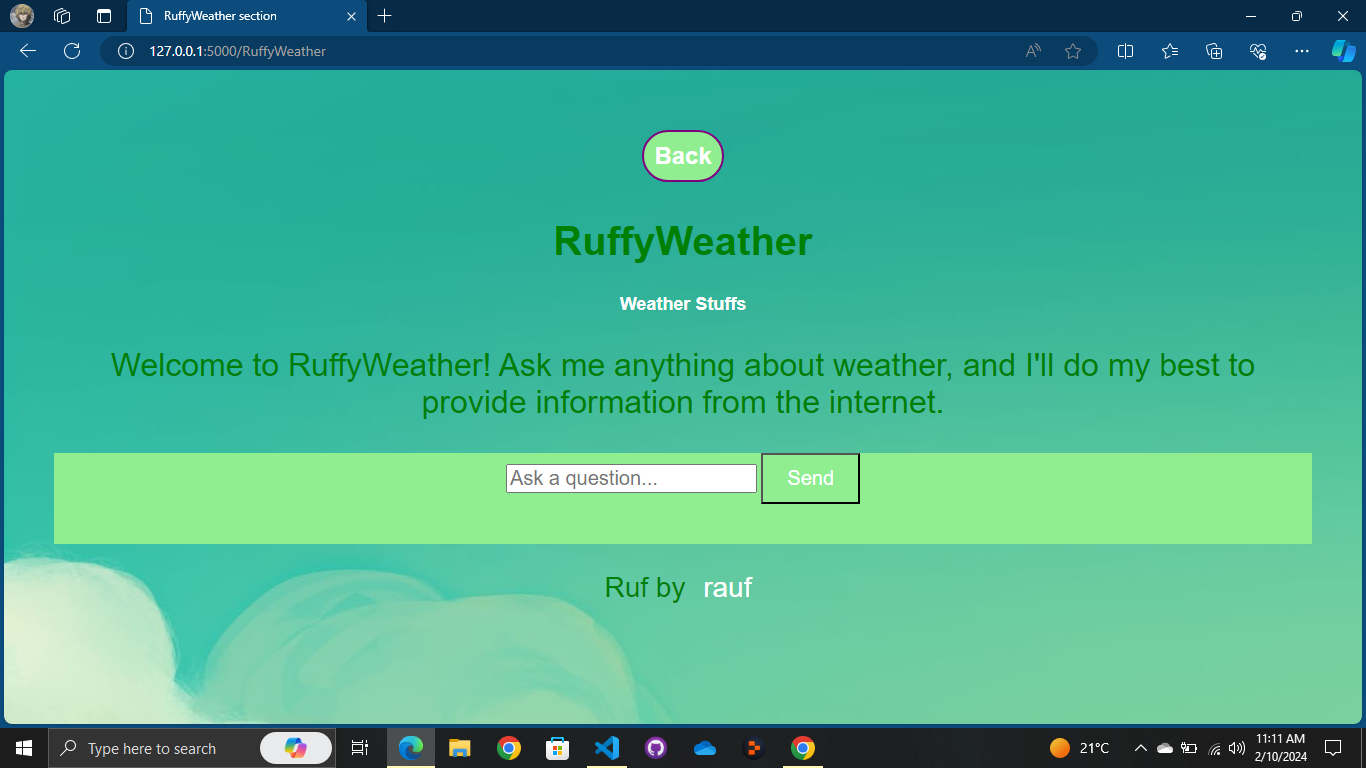 RuffyWeather section
127.0.0.1:5000/RuffyWeather
Back
RuffyWeather
Weather Stuffs
Welcome to RuffyWeather! Ask me anything about weather, and I'll do my best to
provide information from the internet.
Ask a question... Send
Ruf by rauf
Type here to search
21°C
11:11 AM
2/10/2024